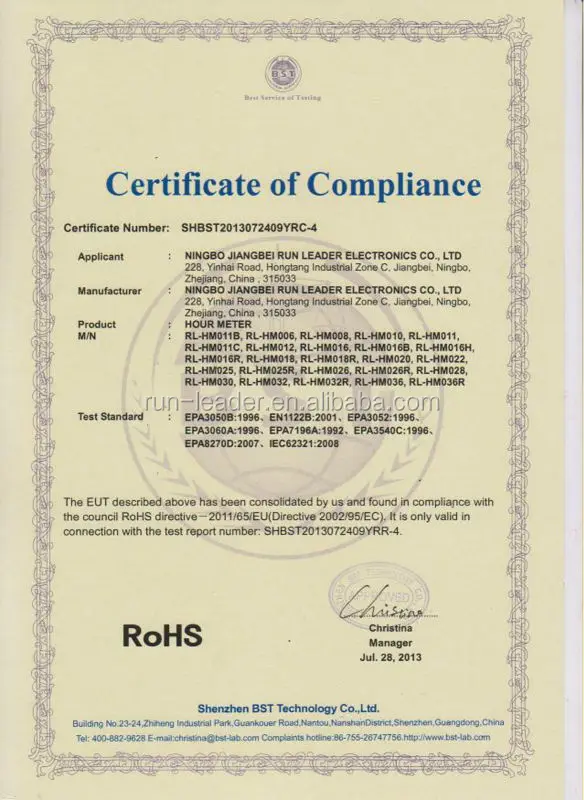 BST
Best Service of Testing
Certificate of Compliance
Certificate Number: SHBST2013072409YRC-4
Applicant : NINGBO JIANGBEI RUN LEADER ELECTRONICS CO., LTD
228, Yinhai Road, Hongtang Industrial Zone C, Jiangbei, Ningbo,
Zhejiang, China , 315033
Manufacturer : NINGBO JIANGBEI RUN LEADER ELECTRONICS CO., LTD
228, Yinhai Road, Hongtang Industrial Zone C, Jiangbei, Ningbo,
Zhejiang, China , 315033
Product : HOUR METER
M/N : RL-HM011B, RL-HM006, RL-HM008, RL-HM010, RL-HM011,
RL-HM011C, RL-HM012, RL-HM016, RL-HM016B, RL-HM016H,
RL-HM016R, RL-HM018, RL-HM018R, RL-HM020, RL-HM022,
RL-HM025, RL-HM025R, RL-HM026, RL-HM026R, RL-HM028,
RL-HM030, RL-HM032, RL-HM032R, RL-HM036, RL-HM036R
run-leader.en.alibaba.com
Test Standard : EPA3050B:1996、EN1122B:2001、EPA3052:1996、
EPA3060A:1996、EPA7196A:1992、EPA3540C:1996、
EPA8270D:2007、IEC62321:2008
The EUT described above has been consolidated by us and found in compliance with
the council RoHS directive－2011/65/EU(Directive 2002/95/EC). It is only valid in
connection with the test report number: SHBST2013072409YRR-4.
APPROVED
Christina
RoHS
Christina
Manager
Jul. 28, 2013
Shenzhen BST Technology Co.,Ltd.
Building No.23-24,Zhiheng Industrial Park,Guankouer Road,Nantou,NanshanDistrict,Shenzhen,Guangdong,China
Tel: 400-882-9628 E-mail:christina@bst-lab.com Complaints hotline:86-755-26747756.http://www.bst-lab.com